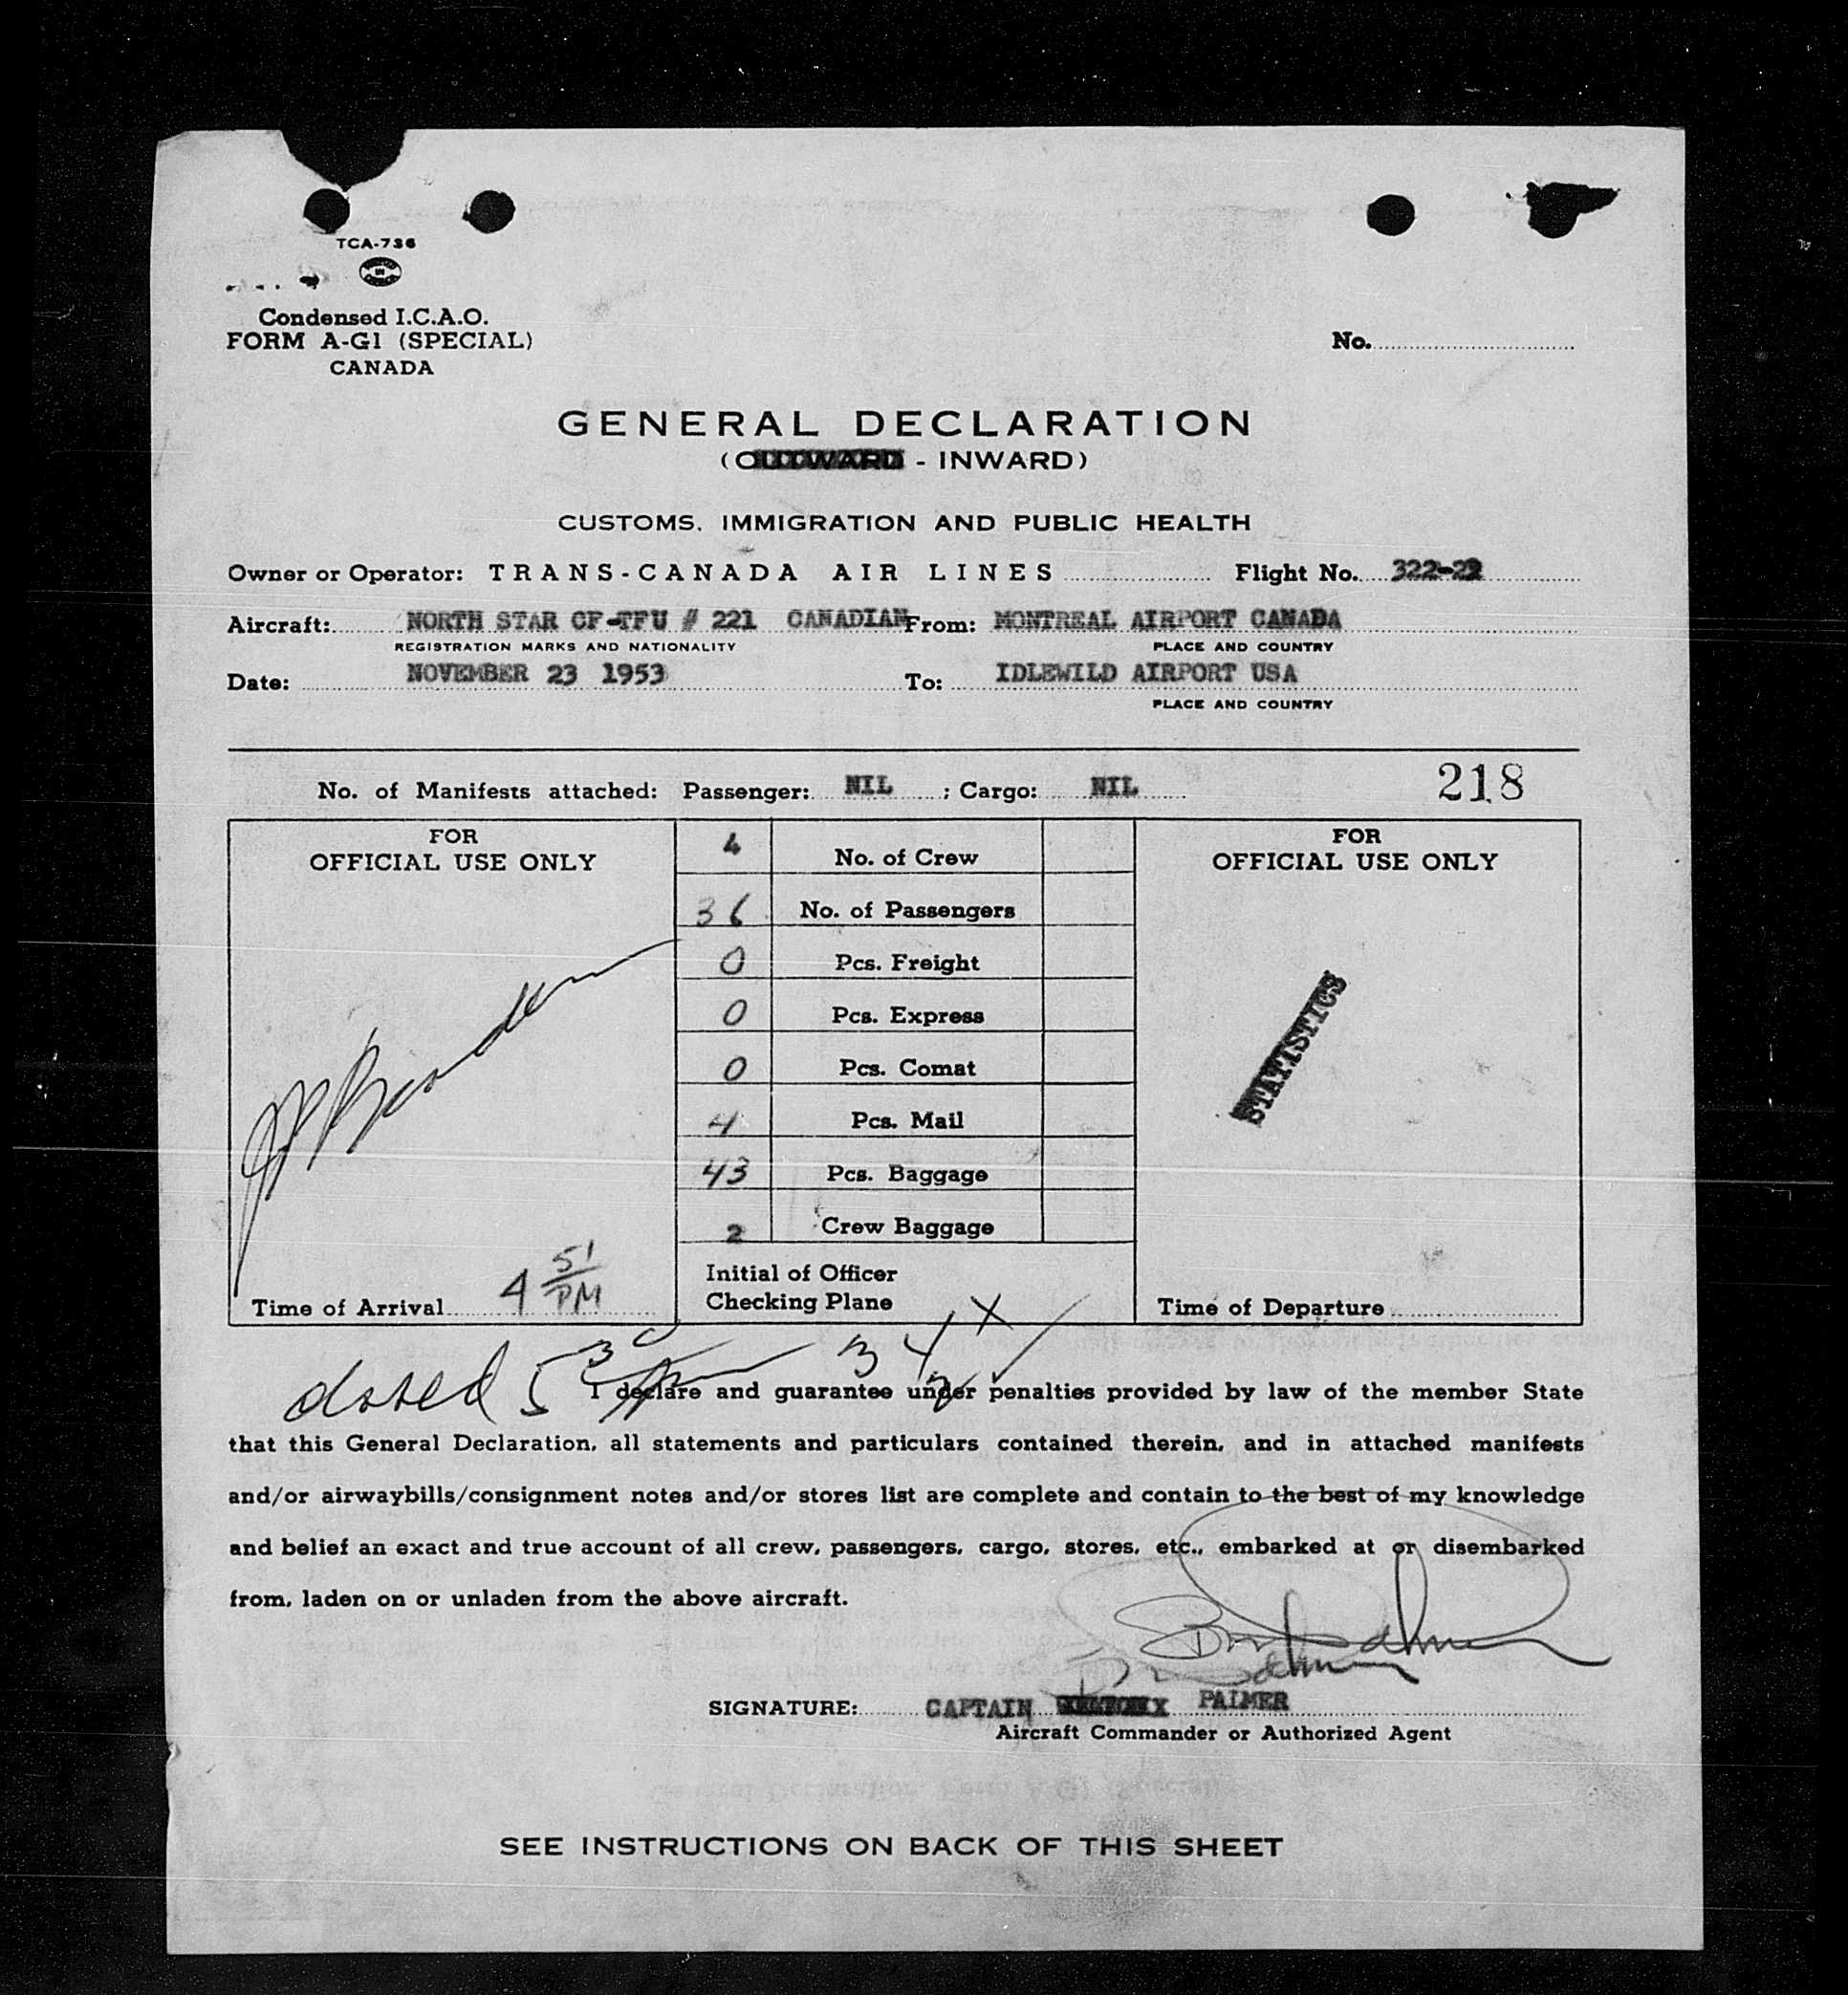 TCA-736
Condensed I.C.A.O.
FORM A-G1 (SPECIAL)
CANADA
No.
GENERAL DECLARATION
(OUTWARD - INWARD)
CUSTOMS, IMMIGRATION AND PUBLIC HEALTH
Owner or Operator: TRANS-CANADA AIR LINES Flight No. 322-23
Aircraft: NORTH STAR CF-TFU # 221 CANADIAN From: MONTREAL AIRPORT CANADA
REGISTRATION MARKS AND NATIONALITY PLACE AND COUNTRY
Date: NOVEMBER 23 1953 To: IDLEWILD AIRPORT USA
PLACE AND COUNTRY
No. of Manifests attached: Passenger: NIL ; Cargo: NIL 218
FOR
OFFICIAL USE ONLY
4 No. of Crew
36 No. of Passengers
0 Pcs. Freight
0 Pcs. Express
0 Pcs. Comat
4 Pcs. Mail
43 Pcs. Baggage
2 Crew Baggage
Initial of Officer
Checking Plane
Time of Arrival 4 51 PM
FOR
OFFICIAL USE ONLY
STATISTICS
Time of Departure
34 X
I declare and guarantee under penalties provided by law of the member State
that this General Declaration, all statements and particulars contained therein, and in attached manifests
and/or airwaybills/consignment notes and/or stores list are complete and contain to the best of my knowledge
and belief an exact and true account of all crew, passengers, cargo, stores, etc., embarked at or disembarked
from, laden on or unladen from the above aircraft.
SIGNATURE: CAPTAIN PALMER
Aircraft Commander or Authorized Agent
SEE INSTRUCTIONS ON BACK OF THIS SHEET